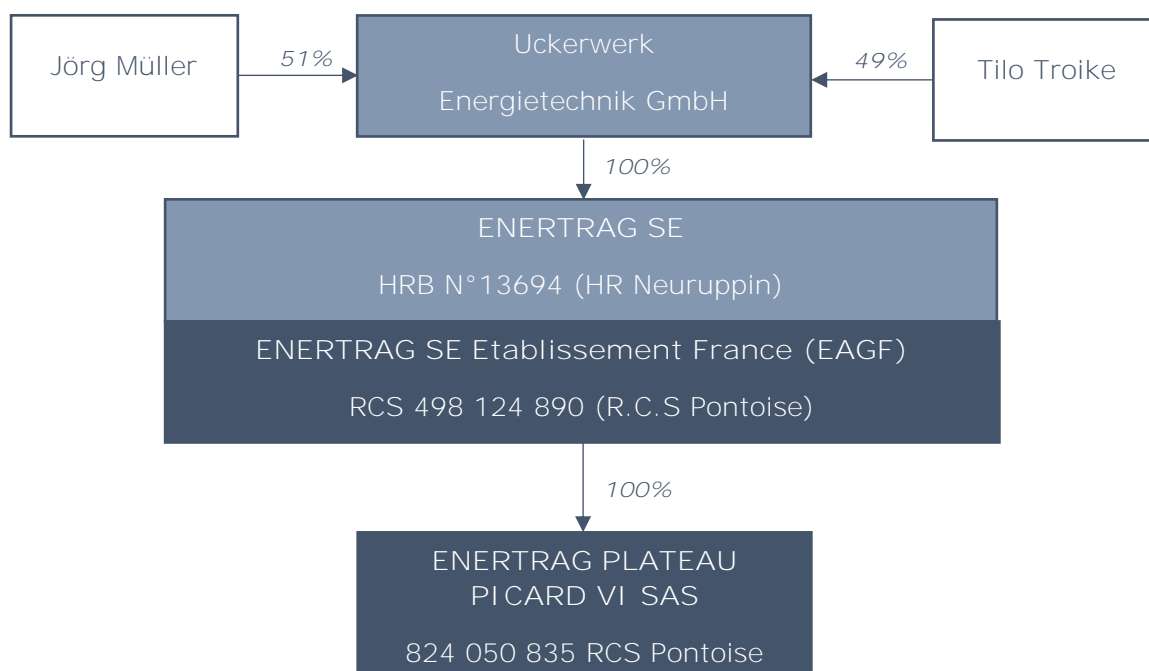 Jörg Müller
51%
Uckerwerk
Energietechnik GmbH
49%
Tilo Troike
100%
ENERTRAG SE
HRB N°13694 (HR Neuruppin)
ENERTRAG SE Etablissement France (EAGF)
RCS 498 124 890 (R.C.S Pontoise)
100%
ENERTRAG PLATEAU
PICARD VI SAS
824 050 835 RCS Pontoise